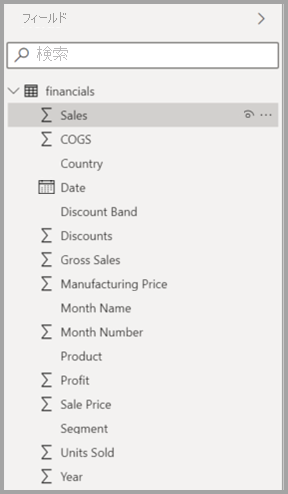 フィールド
検索
financials
Sales
COGS
Country
Date
Discount Band
Discounts
Gross Sales
Manufacturing Price
Month Name
Month Number
Product
Profit
Sale Price
Segment
Units Sold
Year